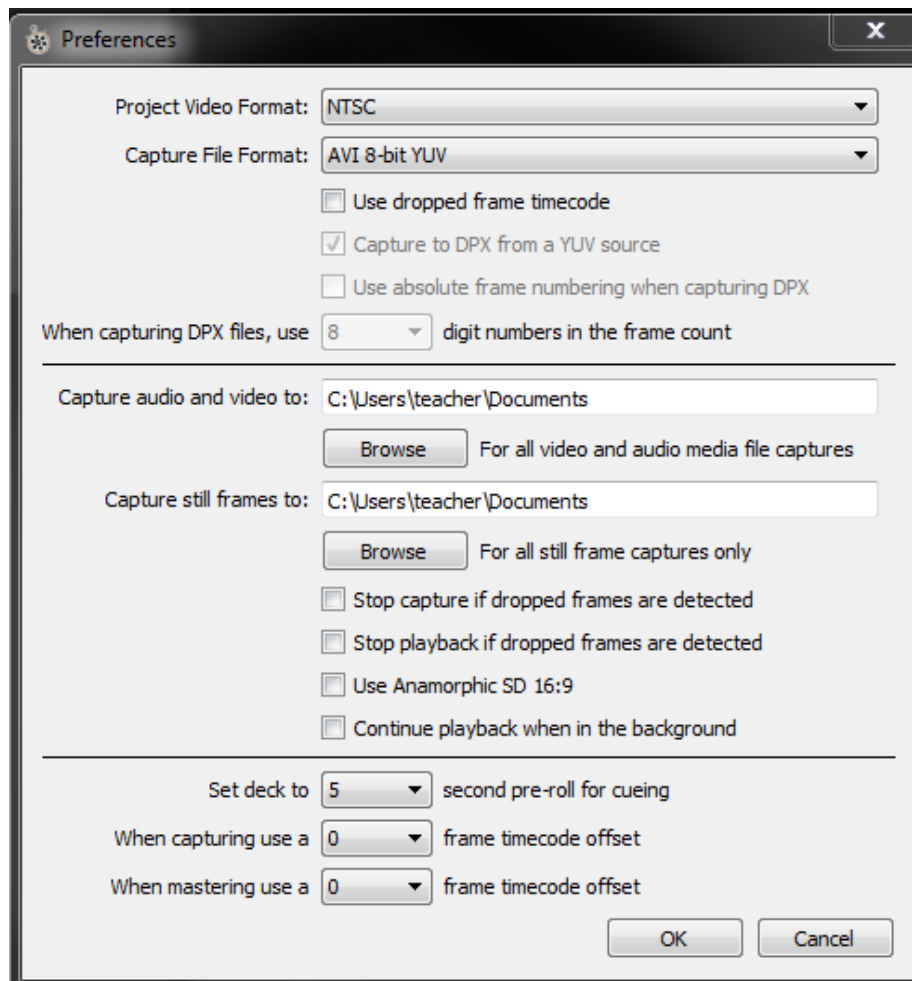 Preferences
Project Video Format: NTSC
Capture File Format: AVI 8-bit YUV
Use dropped frame timecode
Capture to DPX from a YUV source
Use absolute frame numbering when capturing DPX
When capturing DPX files, use 8 digit numbers in the frame count
Capture audio and video to: C:\Users\teacher\Documents
Browse For all video and audio media file captures
Capture still frames to: C:\Users\teacher\Documents
Browse For all still frame captures only
Stop capture if dropped frames are detected
Stop playback if dropped frames are detected
Use Anamorphic SD 16:9
Continue playback when in the background
Set deck to 5 second pre-roll for cueing
When capturing use a 0 frame timecode offset
When mastering use a 0 frame timecode offset
OK Cancel